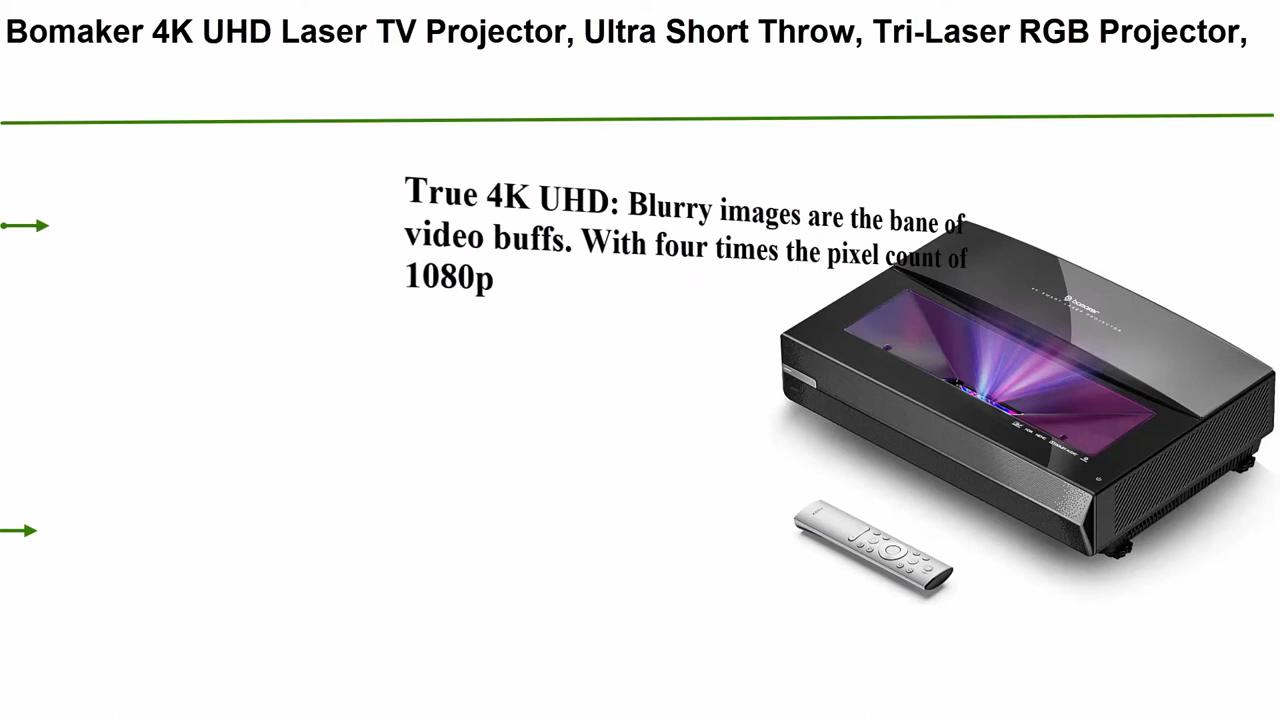 Bomaker 4K UHD Laser TV Projector, Ultra Short Throw, Tri-Laser RGB Projector,
True 4K UHD: Blurry images are the bane of
video buffs. With four times the pixel count of
1080p